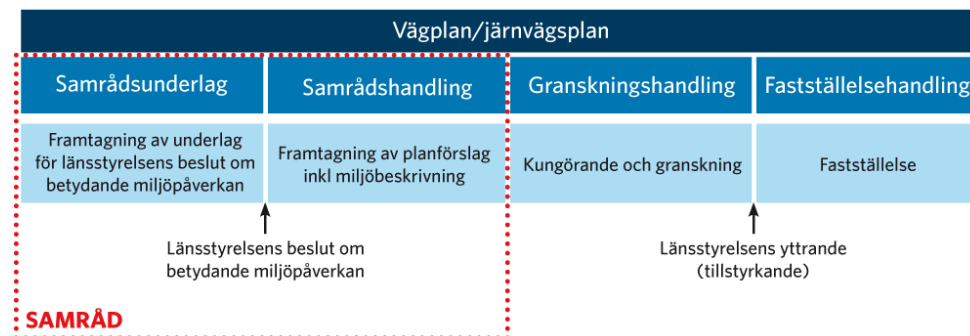 Vägplan/järnvägsplan
Samrådsunderlag
Samrådshandling
Granskningshandling
Fastställelsehandling
Framtagning av underlag
för länsstyrelsens beslut om
betydande miljöpåverkan
Framtagning av planförslag
inkl miljöbeskrivning
Kungörande och granskning
Fastställelse
Länsstyrelsens beslut om
betydande miljöpåverkan
Länsstyrelsens yttrande
(tillstyrkande)
SAMRÅD